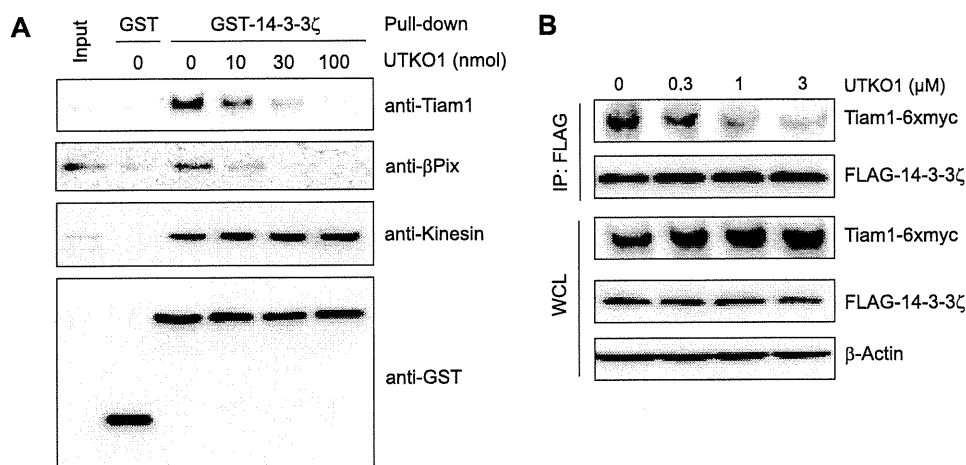 A
Input
GST
GST-14-3-3ζ
Pull-down
0
0
10
30
100
UTKO1 (nmol)
anti-Tiam1
anti-βPix
anti-Kinesin
anti-GST
B
0
0.3
1
3
UTKO1 (μM)
IP: FLAG
Tiam1-6xmyc
FLAG-14-3-3ζ
WCL
Tiam1-6xmyc
FLAG-14-3-3ζ
β-Actin